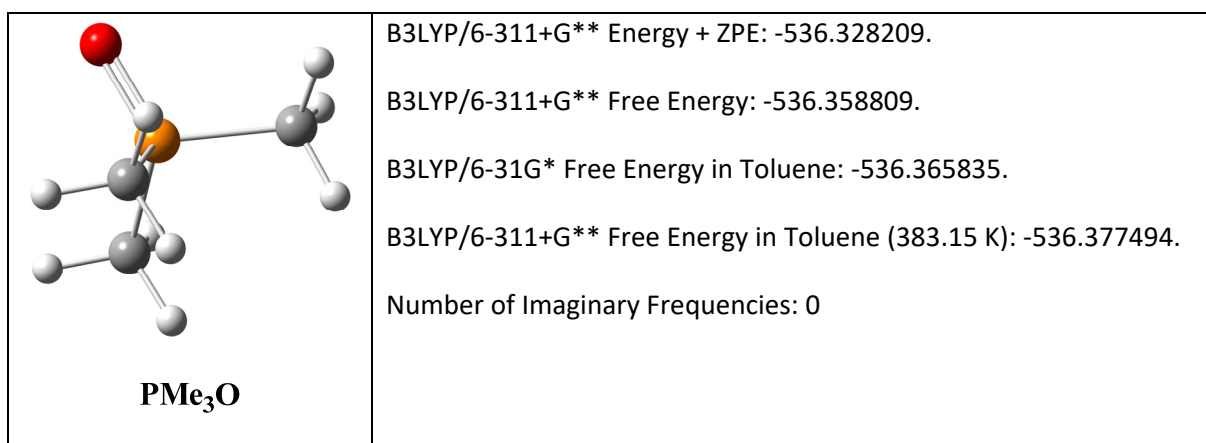 B3LYP/6-311+G** Energy + ZPE: -536.328209.
B3LYP/6-311+G** Free Energy: -536.358809.
B3LYP/6-31G* Free Energy in Toluene: -536.365835.
B3LYP/6-311+G** Free Energy in Toluene (383.15 K): -536.377494.
Number of Imaginary Frequencies: 0
PMe₃O